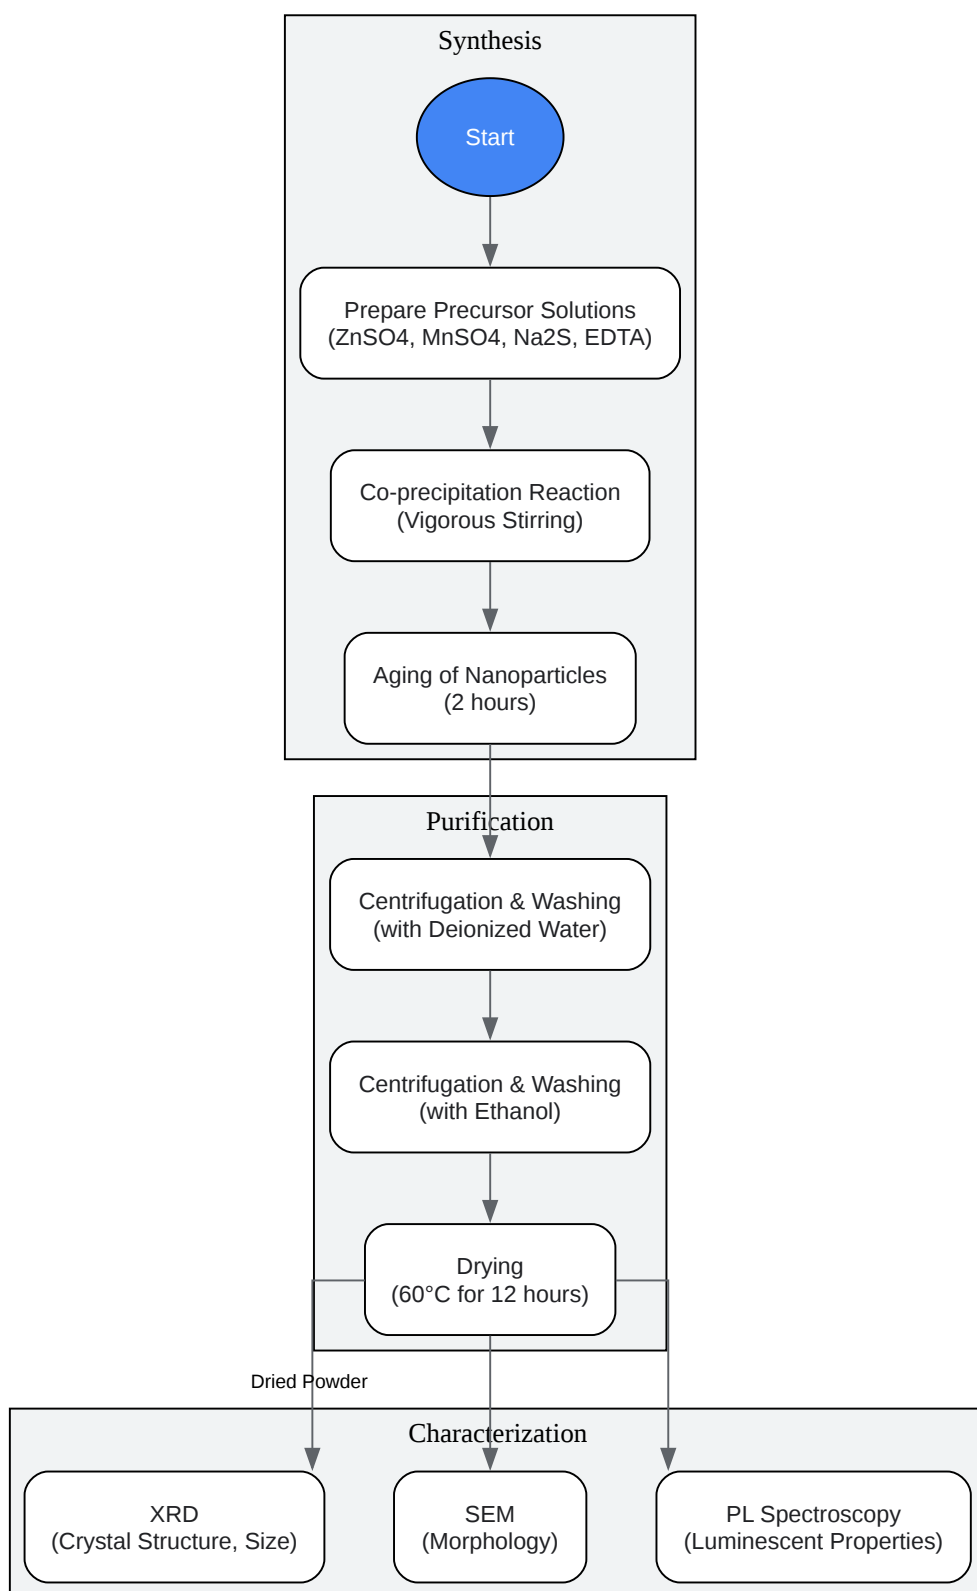 Synthesis
Start
Prepare Precursor Solutions
(ZnSO4, MnSO4, Na2S, EDTA)
Co-precipitation Reaction
(Vigorous Stirring)
Aging of Nanoparticles
(2 hours)
Purification
Centrifugation & Washing
(with Deionized Water)
Centrifugation & Washing
(with Ethanol)
Drying
(60°C for 12 hours)
Dried Powder
Characterization
XRD
(Crystal Structure, Size)
SEM
(Morphology)
PL Spectroscopy
(Luminescent Properties)